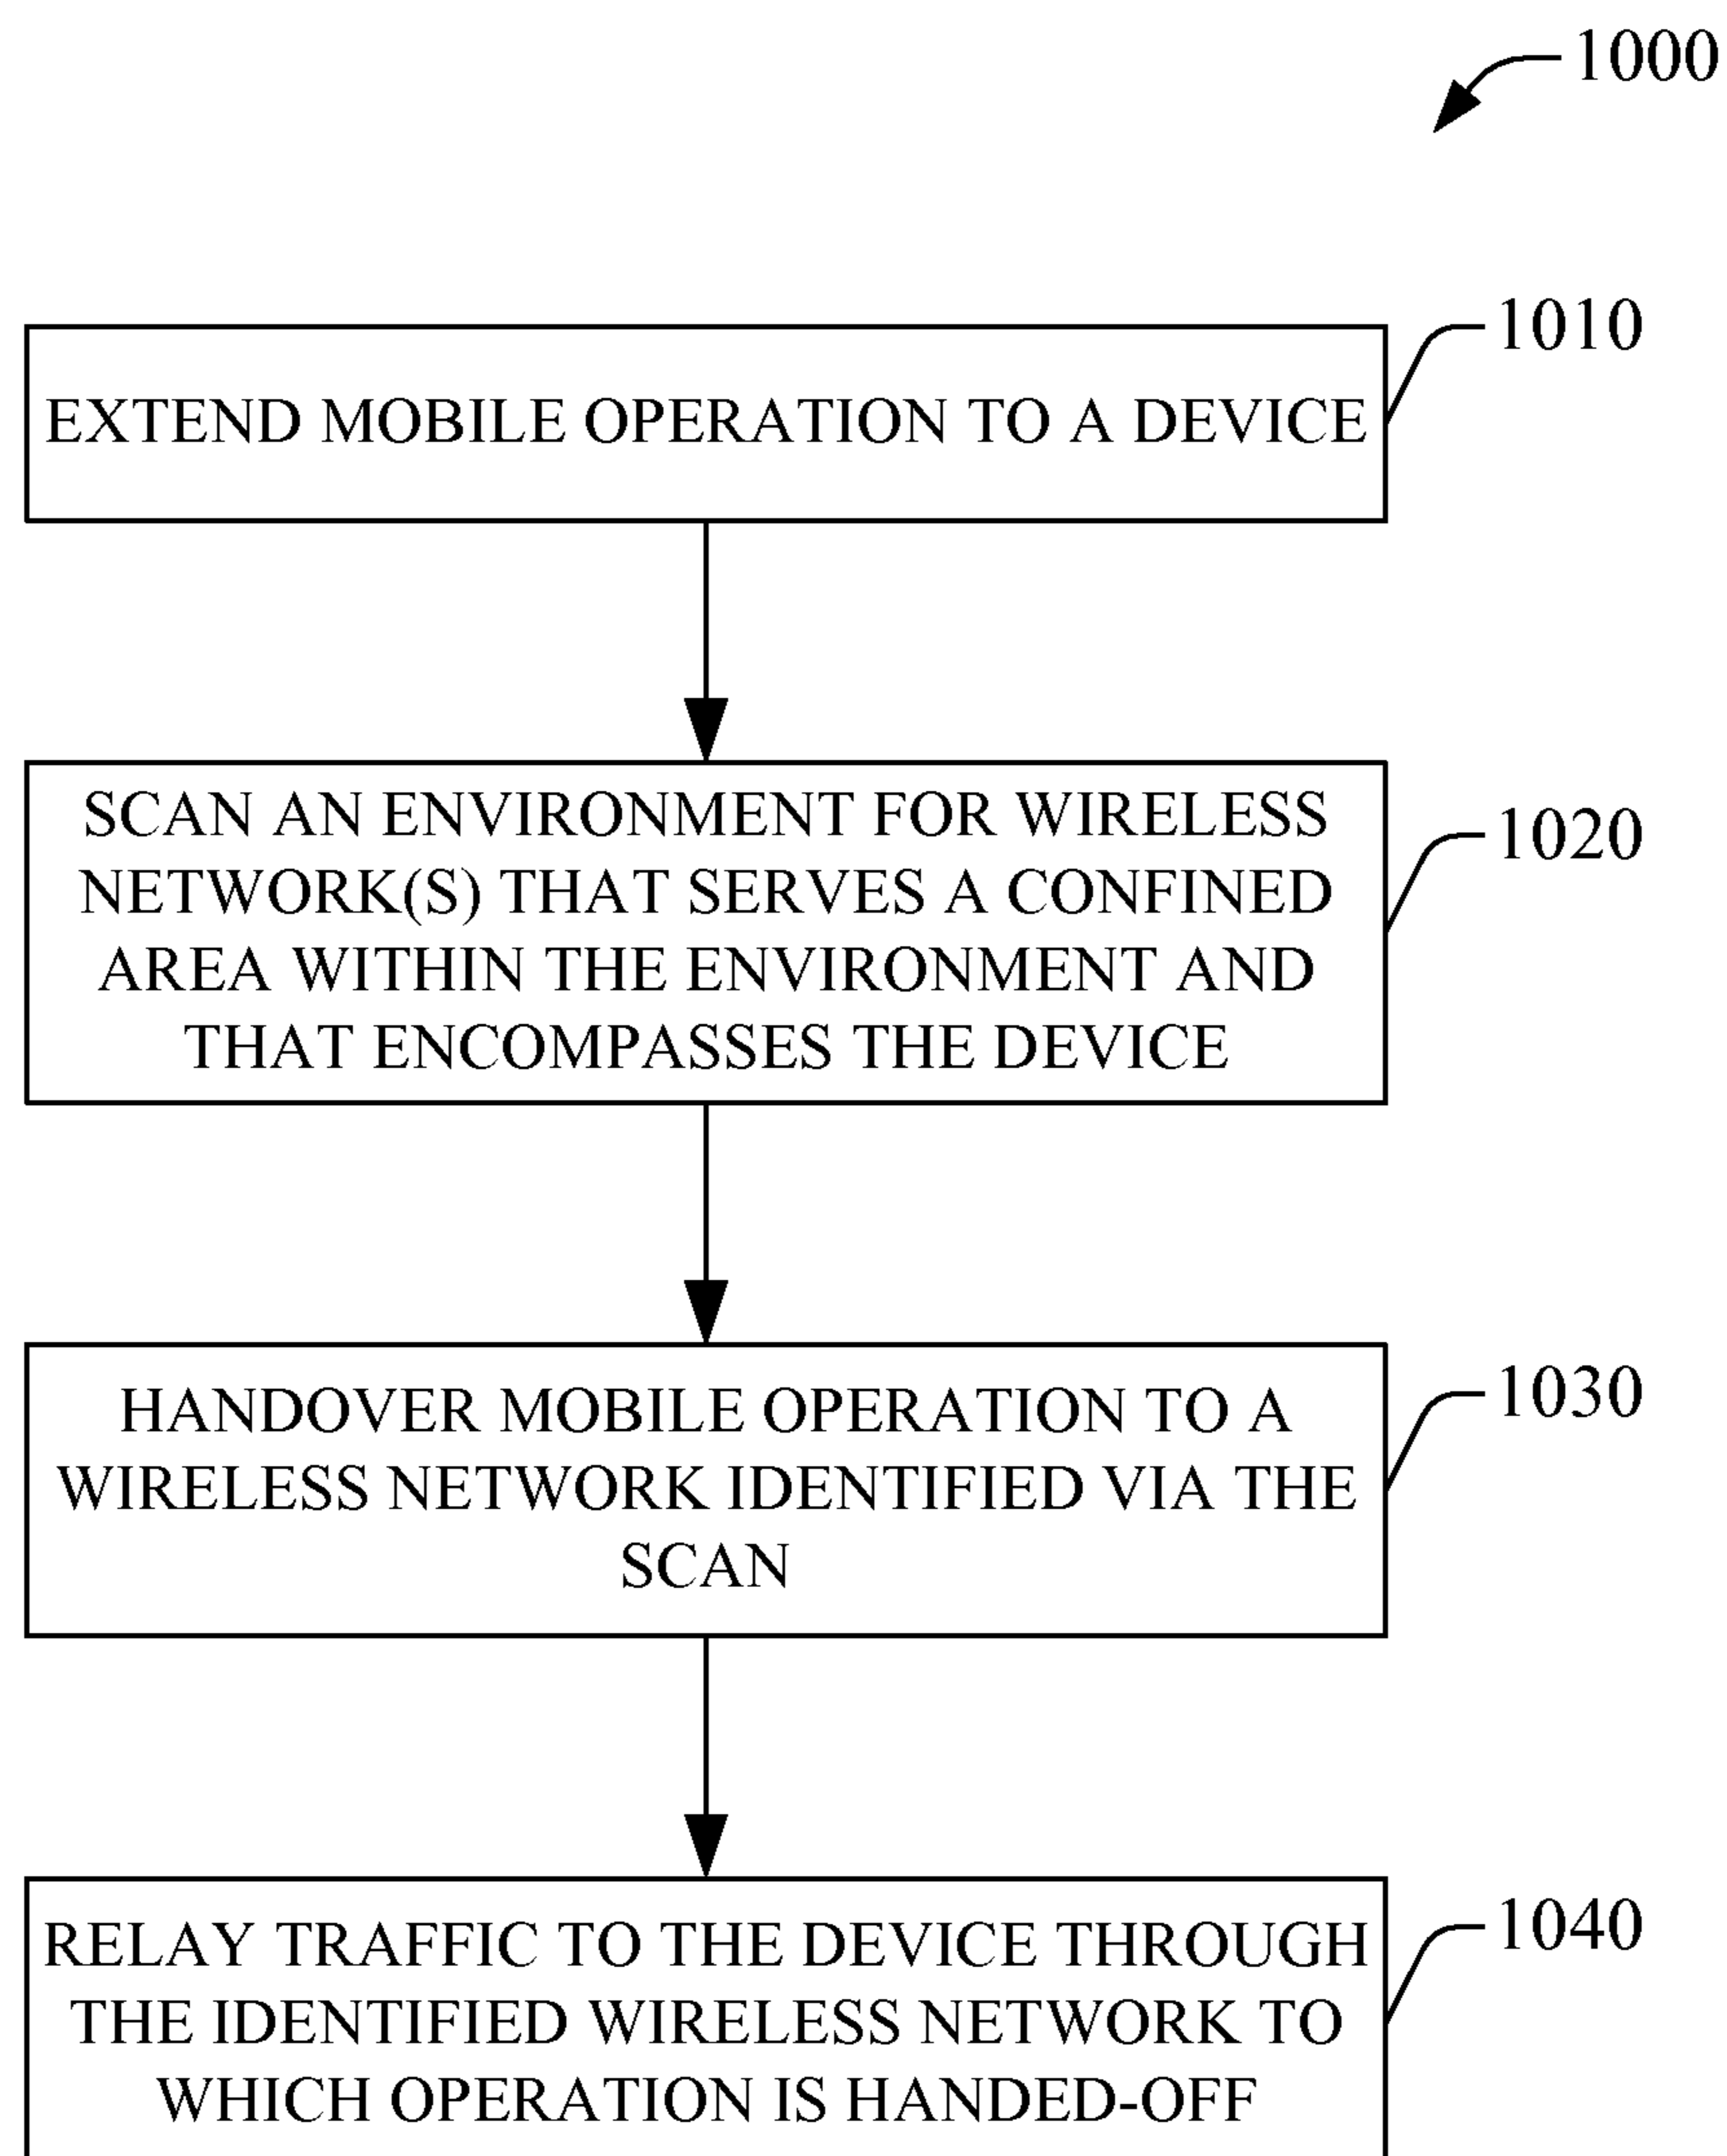 1000
1010
EXTEND MOBILE OPERATION TO A DEVICE
SCAN AN ENVIRONMENT FOR WIRELESS
1020
NETWORK(S) THAT SERVES A CONFINED
AREA WITHIN THE ENVIRONMENT AND
THAT ENCOMPASSES THE DEVICE
1030
HANDOVER MOBILE OPERATION TO A
WIRELESS NETWORK IDENTIFIED VIA THE
SCAN
1040
RELAY TRAFFIC TO THE DEVICE THROUGH
THE IDENTIFIED WIRELESS NETWORK TO
WHICH OPERATION IS HANDED-OFF